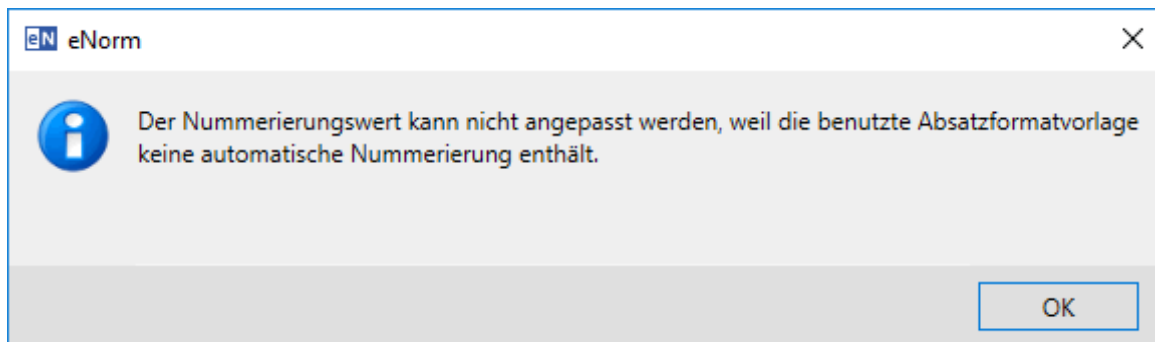 eN eNorm
Der Nummerierungswert kann nicht angepasst werden, weil die benutzte Absatzformatvorlage
keine automatische Nummerierung enthält.
OK